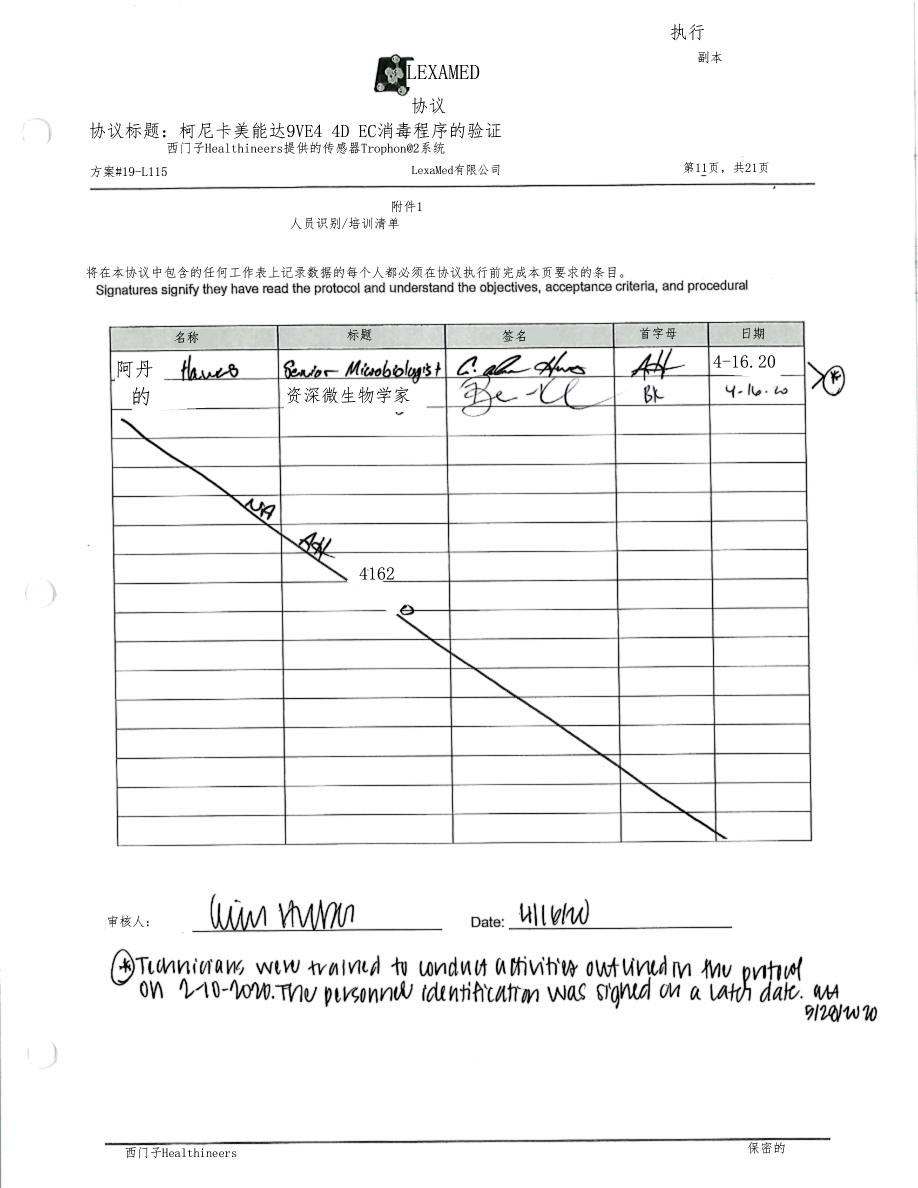 执行
副本
LEXAMED
协议
协议标题：柯尼卡美能达9VE4 4D EC消毒程序的验证
西门子Healthineers提供的传感器Trophon@2系统
方案#19-L115 LexaMed有限公司 第11页，共21页
附件1
人员识别/培训清单
将在本协议中包含的任何工作表上记录数据的每个人都必须在协议执行前完成本页要求的条目。
Signatures signify they have read the protocol and understand the objectives, acceptance criteria, and procedural
名称 标题 签名 首字母 日期
阿丹 Hawes Senior Microbiologist AH 4-16.20
的 资深微生物学家 BK 4-16-20
NA
AH
4162
0
审核人： Date: 4/16/20
* Technicians were trained to conduct activities outlined in the protocol
on 2-10-2020. The personnel identification was signed on a later date.
5/28/2020
西门子Healthineers 保密的